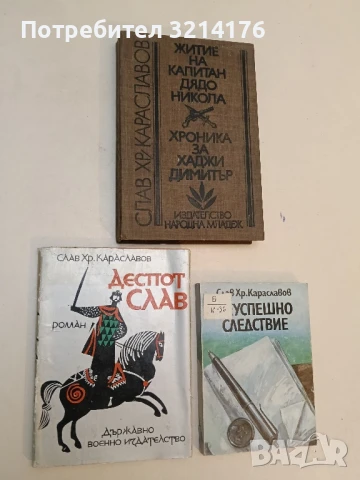 Потребител #3214176
СЛАВ ХР. КАРАСЛАВОВ
ЖИТИЕ
НА
КАПИТАН
ДЯДО
НИКОЛА
ХРОНИКА
ЗА
ХАДЖИ
ДИМИТЪР
ИЗДАТЕЛСТВО
НАРОДНА МЛАДЕЖ
СЛАВ ХР. КАРАСЛАВОВ
ДЕСПОТ
СЛАВ
РОМАН
ДЪРЖАВНО
ВОЕННО ИЗДАТЕЛСТВО
Слав Хр. Караславов
УСПЕШНО
СЛЕДСТВИЕ
Б
bazar